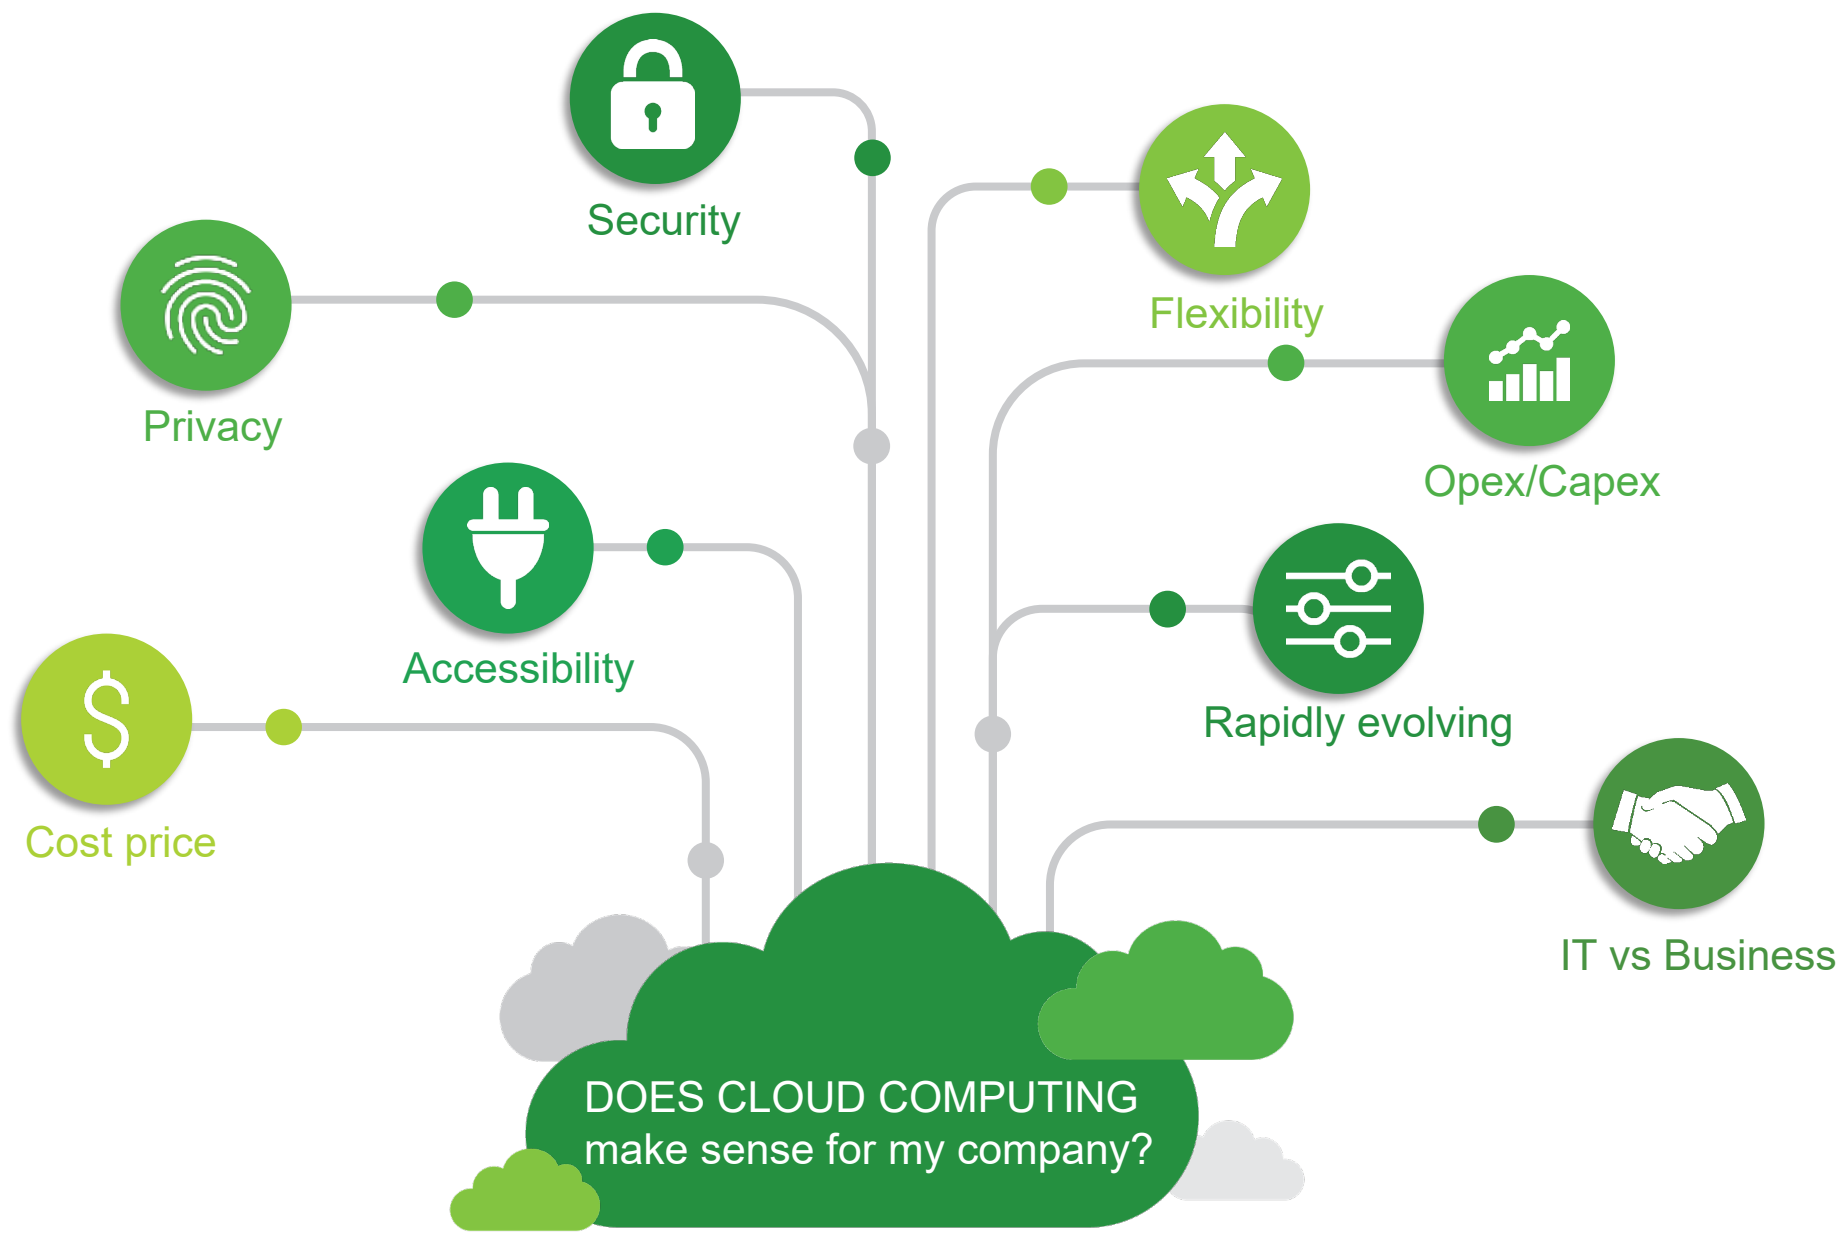 Security
Flexibility
Privacy
Opex/Capex
Accessibility
Rapidly evolving
Cost price
IT vs Business
DOES CLOUD COMPUTING
make sense for my company?